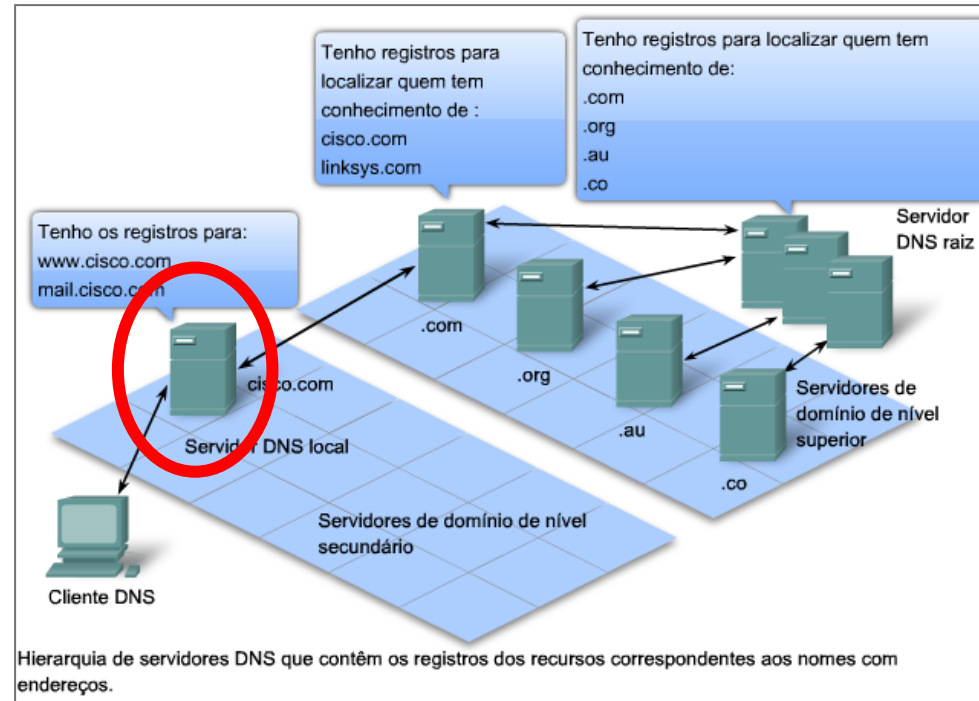 Tenho registros para
localizar quem tem
conhecimento de :
cisco.com
linksys.com
Tenho registros para localizar quem tem
conhecimento de:
.com
.org
.au
.co
Tenho os registros para:
www.cisco.com
mail.cisco.com
Servidor
DNS raiz
.com
.org
.au
.co
Servidores de
domínio de nível
superior
cisco.com
Servidor DNS local
Servidores de domínio de nível
secundário
Cliente DNS
Hierarquia de servidores DNS que contêm os registros dos recursos correspondentes aos nomes com
endereços.